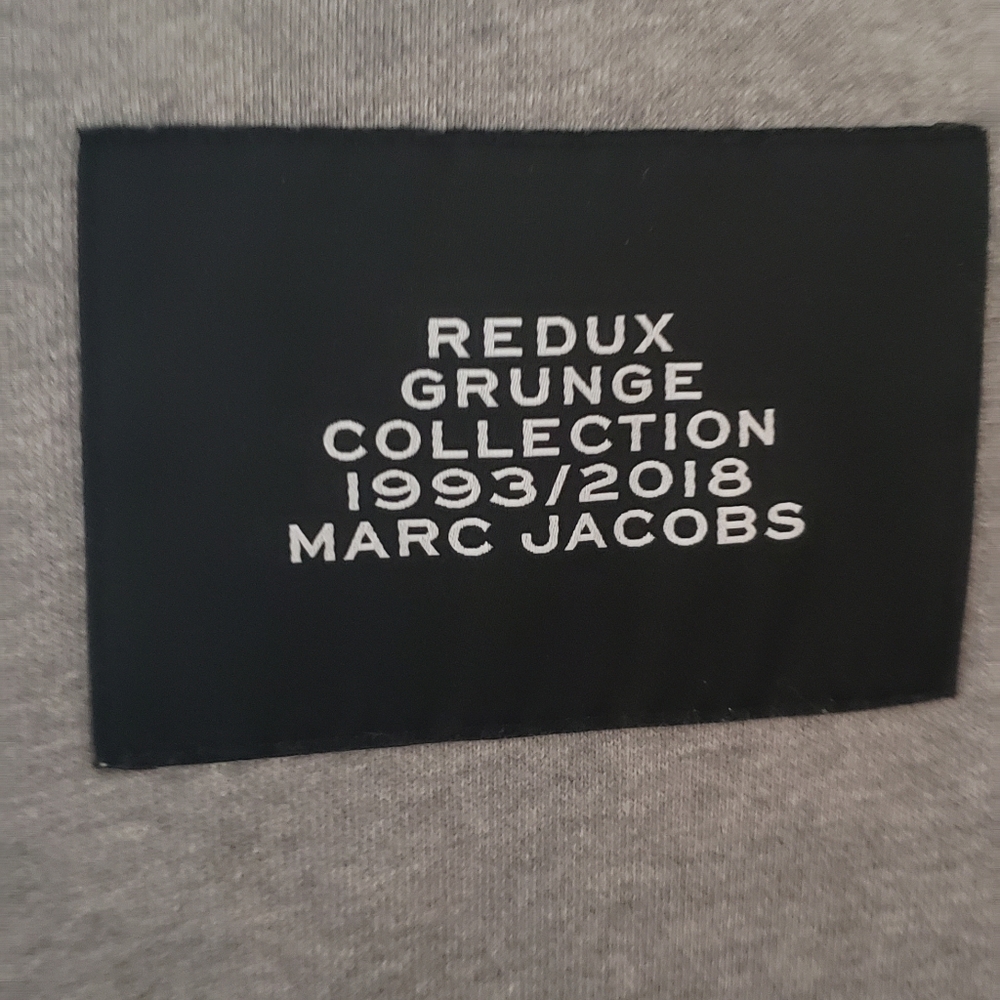 REDUX
GRUNGE
COLLECTION
1993/2018
MARC JACOBS